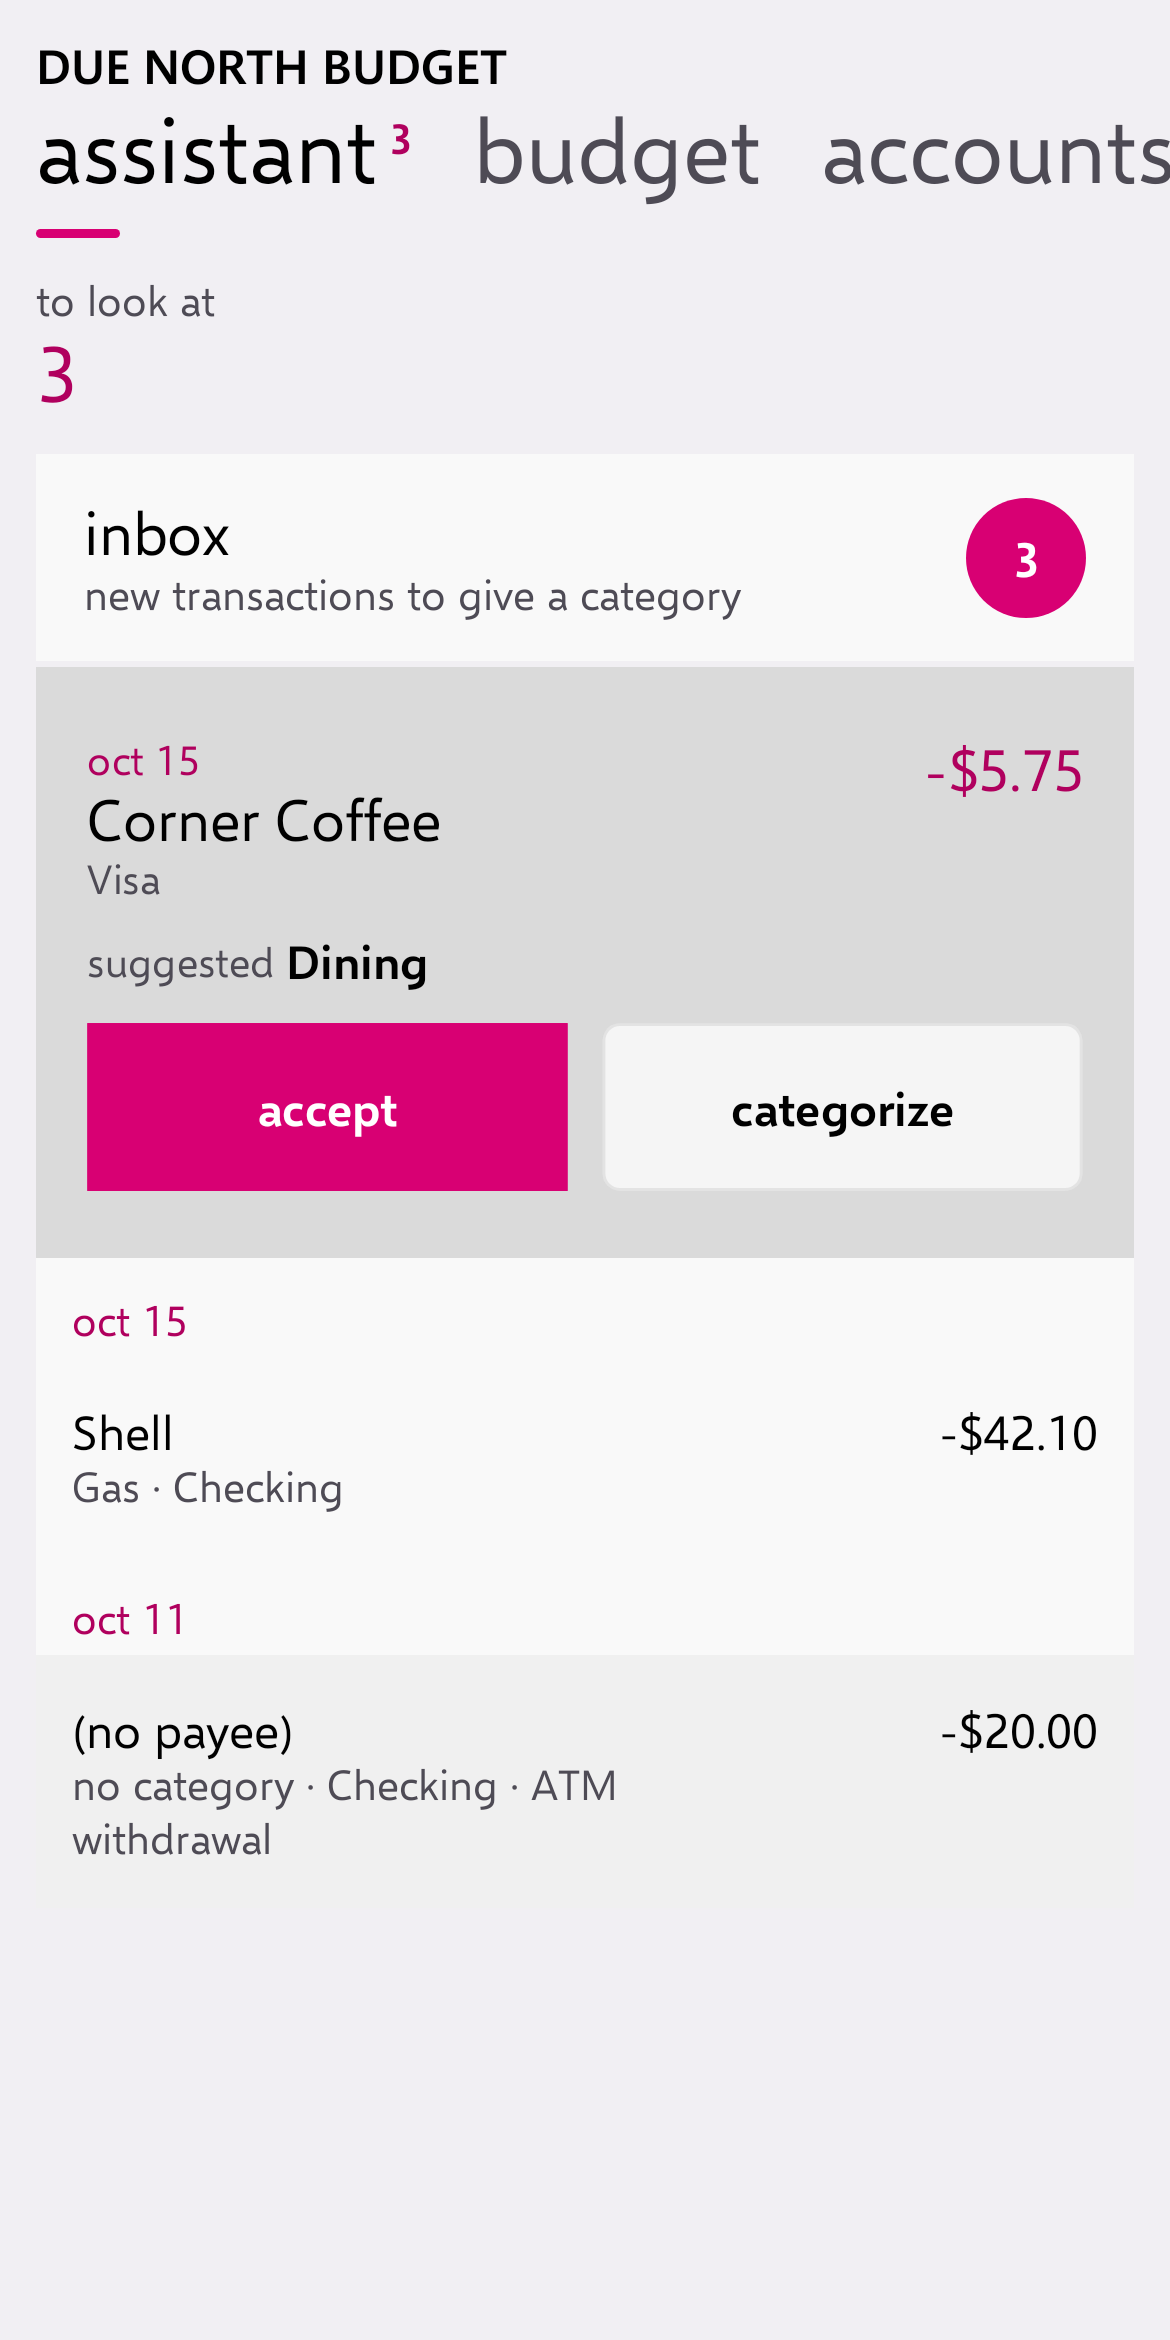 DUE NORTH BUDGET
assistant 3 budget accounts
to look at
3
inbox
new transactions to give a category
3
oct 15
-$5.75
Corner Coffee
Visa
suggested Dining
accept categorize
oct 15
Shell -$42.10
Gas · Checking
oct 11
(no payee) -$20.00
no category · Checking · ATM
withdrawal